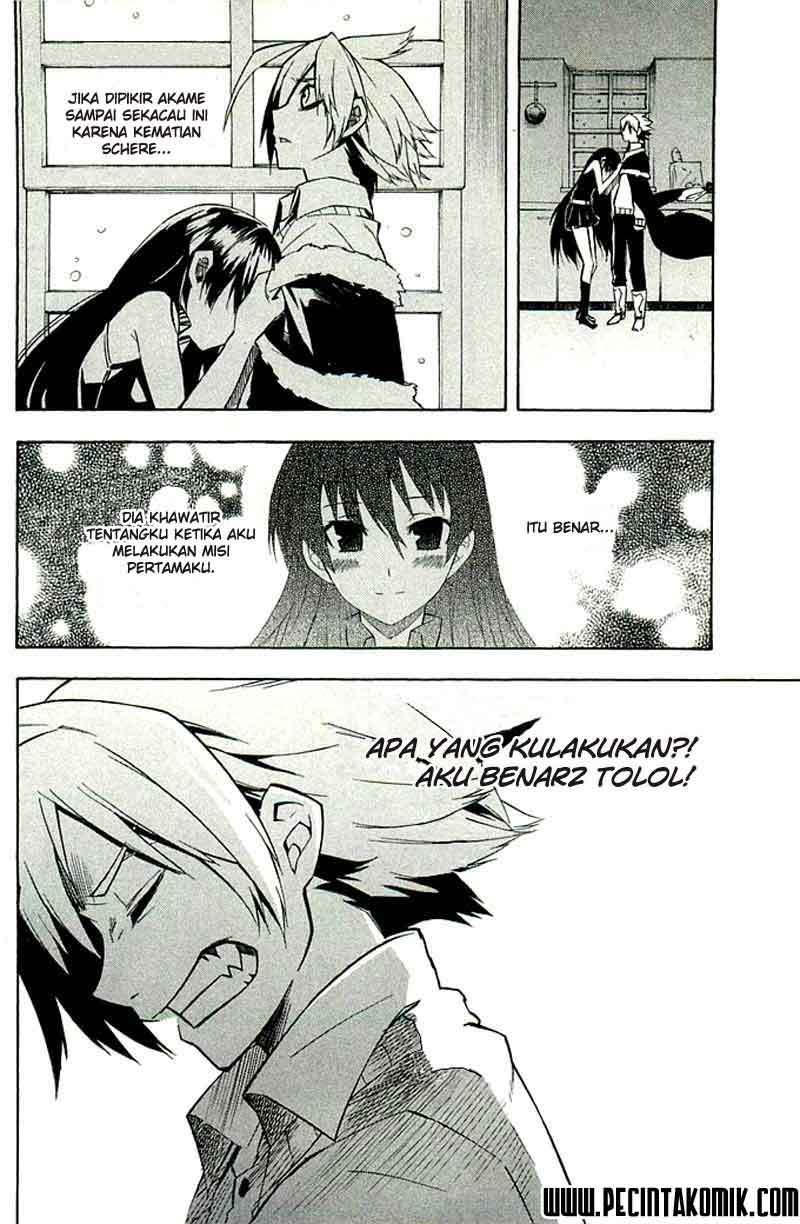 JIKA DIPIKIR AKAME
SAMPAI SEKACAU INI
KARENA KEMATIAN
SCHERE...
ITU BENAR...
DIA KHAWATIR
TENTANGKU KETIKA AKU
MELAKUKAN MISI
PERTAMAKU.
APA YANG KULAKUKAN?!
AKU BENAR2 TOLOL!
WWW.PECINTAKOMIK.COM